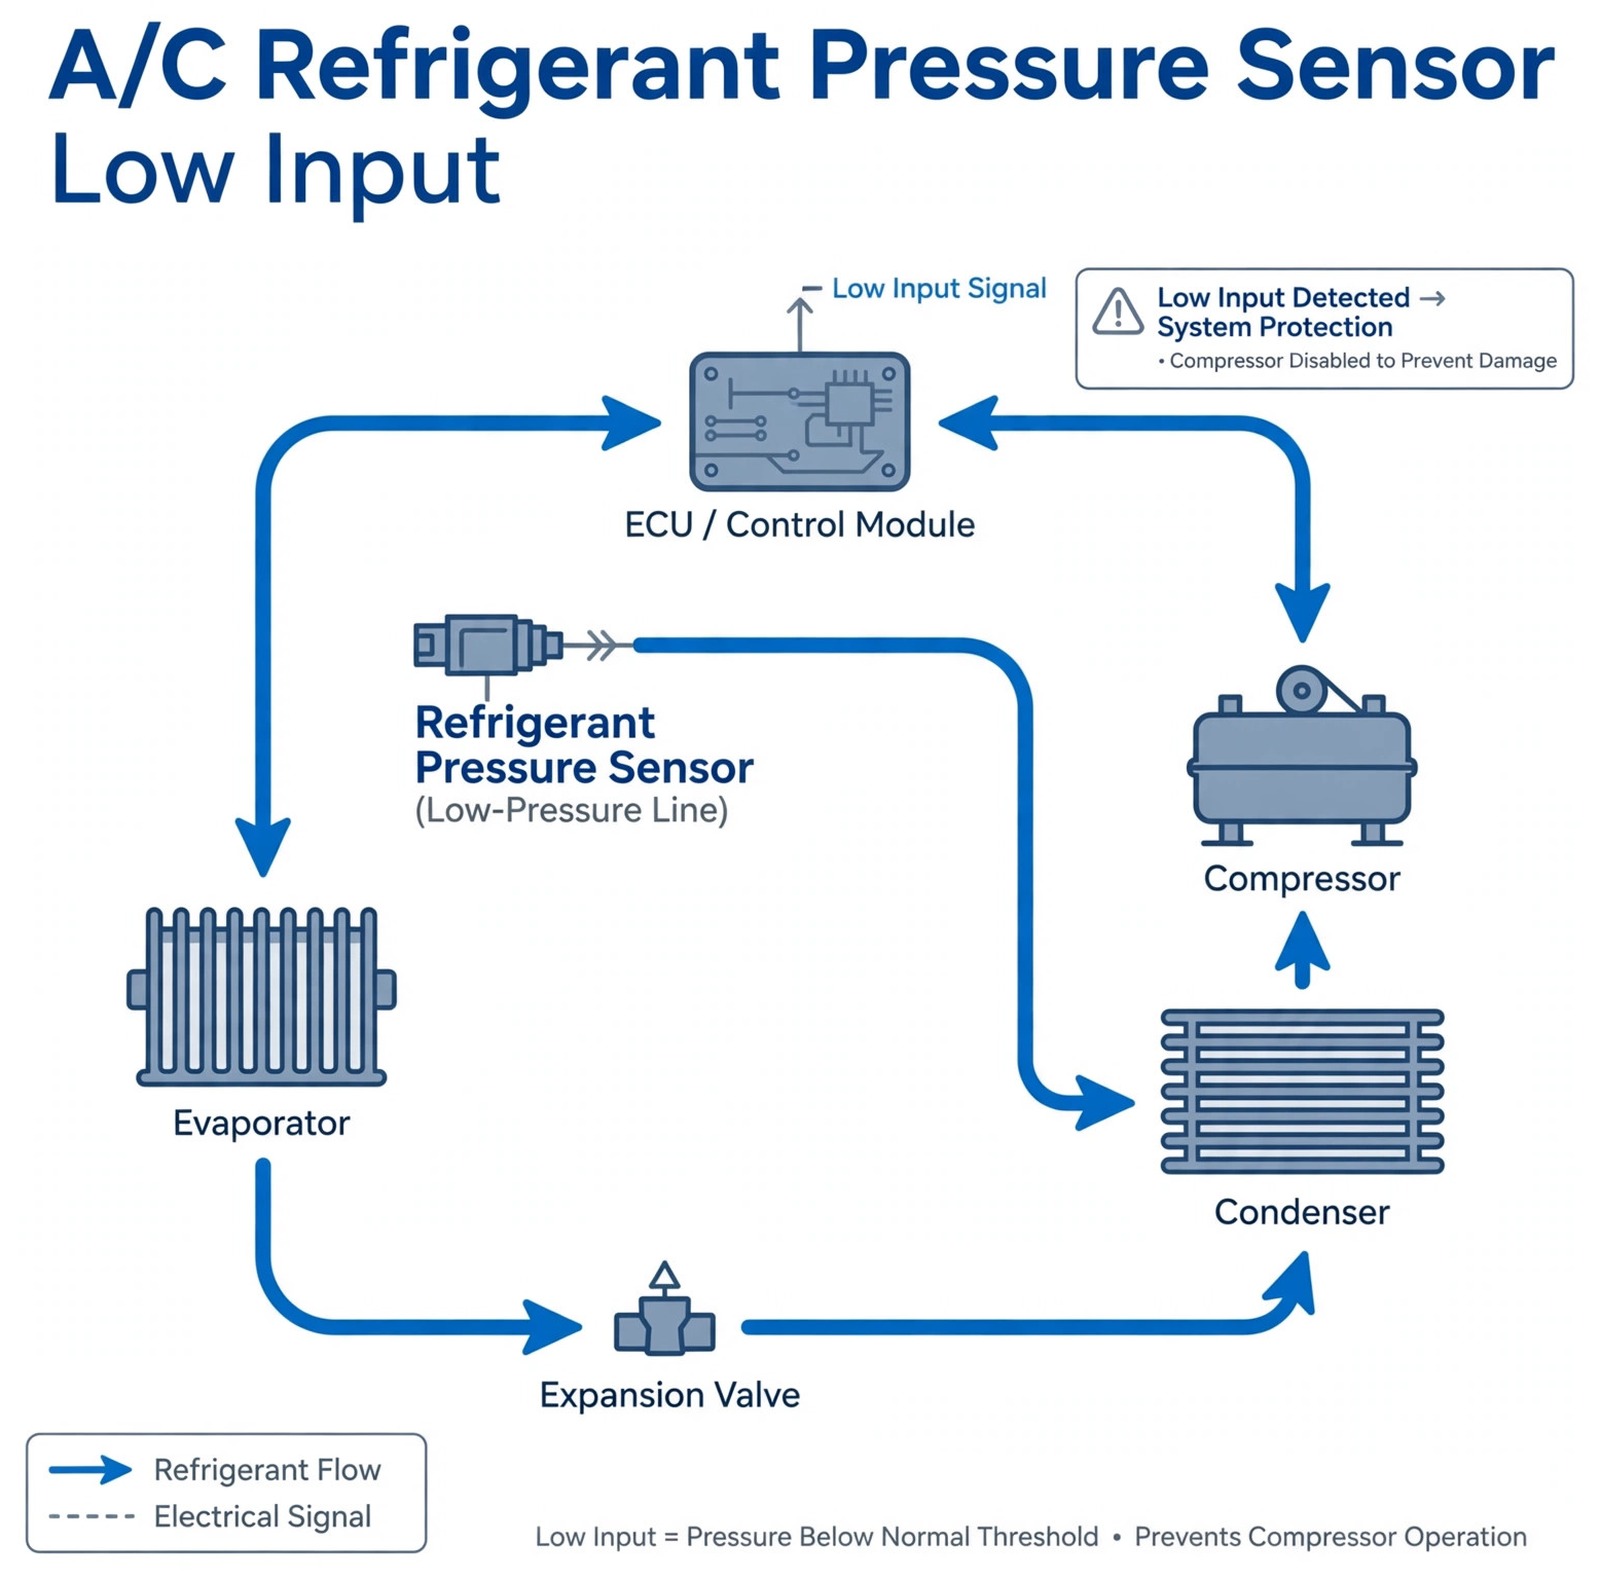 A/C Refrigerant Pressure Sensor
Low Input
Low Input Signal
Low Input Detected →
System Protection
• Compressor Disabled to Prevent Damage
ECU / Control Module
Refrigerant
Pressure Sensor
(Low-Pressure Line)
Compressor
Evaporator
Condenser
Expansion Valve
Refrigerant Flow
Electrical Signal
Low Input = Pressure Below Normal Threshold • Prevents Compressor Operation